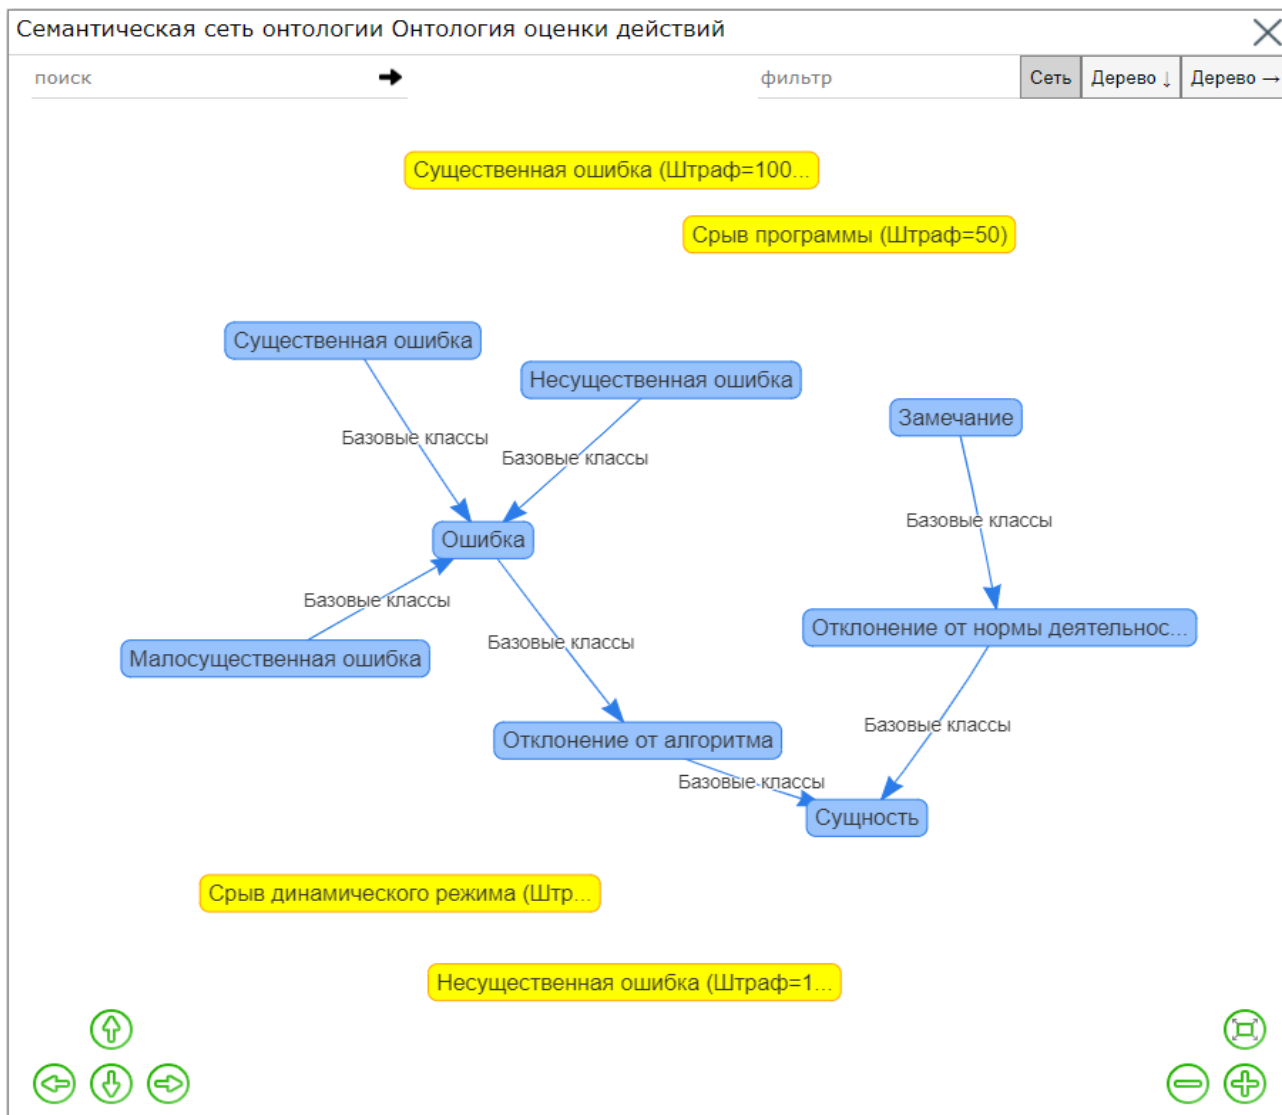 Семантическая сеть онтологии Онтология оценки действий
поиск
фильтр
Сеть
Дерево ↓
Дерево →
Существенная ошибка (Штраф=100...
Срыв программы (Штраф=50)
Существенная ошибка
Несущественная ошибка
Замечание
Базовые классы
Базовые классы
Базовые классы
Ошибка
Базовые классы
Отклонение от нормы деятельнос...
Базовые классы
Малосущественная ошибка
Базовые классы
Отклонение от алгоритма
Базовые классы
Сущность
Срыв динамического режима (Штр...
Несущественная ошибка (Штраф=1...